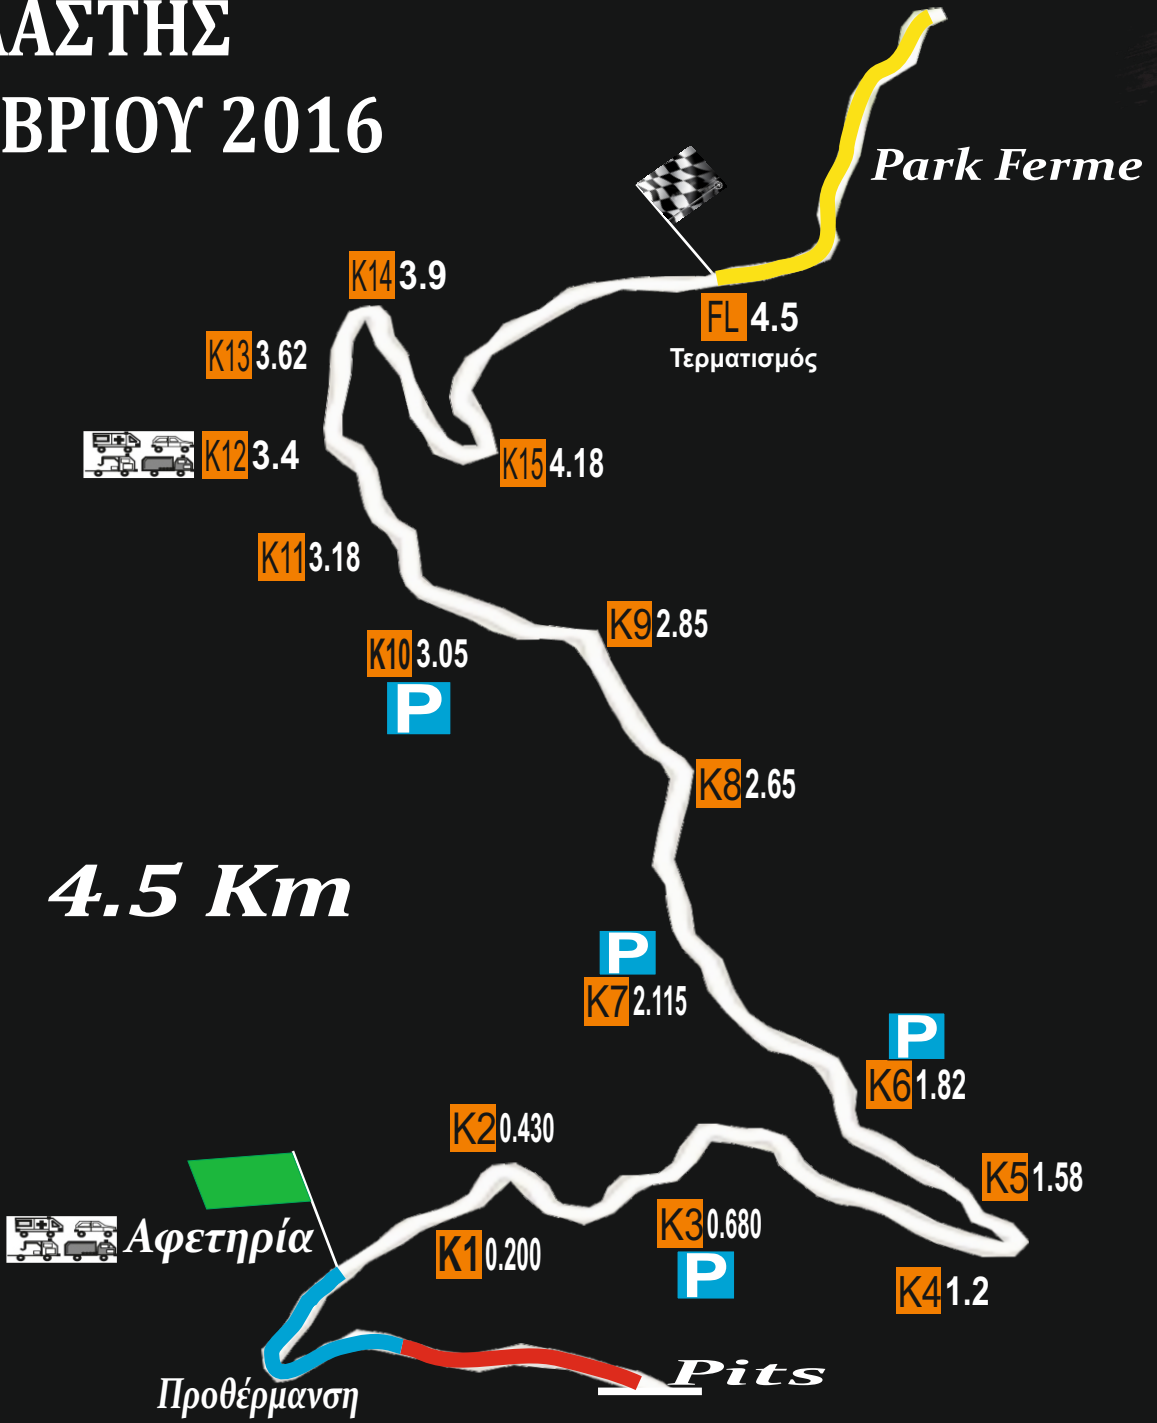 ΛΑΣΤΗΣ
ΒΡΙΟΥ 2016
Park Ferme
K14 3.9
FL 4.5
Τερματισμός
K13 3.62
K12 3.4
K15 4.18
K11 3.18
K9 2.85
K10 3.05
P
K8 2.65
4.5 Km
P
K7 2.115
P
K6 1.82
K2 0.430
K5 1.58
K3 0.680
P
Αφετηρία
K1 0.200
K4 1.2
Pits
Προθέρμανση